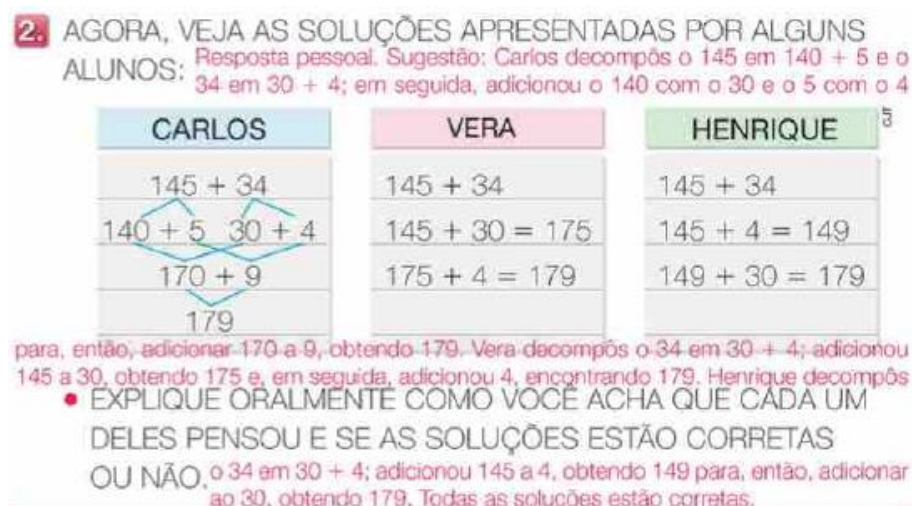 2. AGORA, VEJA AS SOLUÇÕES APRESENTADAS POR ALGUNS
ALUNOS: Resposta pessoal. Sugestão: Carlos decompôs o 145 em 140 + 5 e o
34 em 30 + 4; em seguida, adicionou o 140 com o 30 e o 5 com o 4
CARLOS
145 + 34
140 + 5 30 + 4
170 + 9
179
VERA
145 + 34
145 + 30 = 175
175 + 4 = 179
HENRIQUE
145 + 34
145 + 4 = 149
149 + 30 = 179
para, então, adicionar 170 a 9, obtendo 179. Vera decompôs o 34 em 30 + 4; adicionou
145 a 30, obtendo 175 e, em seguida, adicionou 4, encontrando 179. Henrique decompôs
• EXPLIQUE ORALMENTE COMO VOCÊ ACHA QUE CADA UM
DELES PENSOU E SE AS SOLUÇÕES ESTÃO CORRETAS
OU NÃO. o 34 em 30 + 4; adicionou 145 a 4, obtendo 149 para, então, adicionar
ao 30, obtendo 179. Todas as soluções estão corretas.